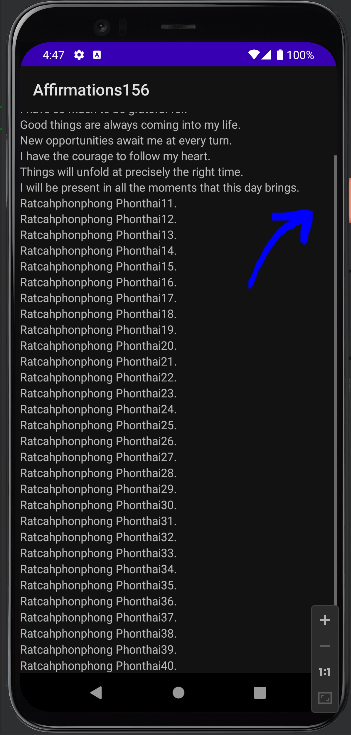 4:47
100%
Affirmations156
Good things are always coming into my life.
New opportunities await me at every turn.
I have the courage to follow my heart.
Things will unfold at precisely the right time.
I will be present in all the moments that this day brings.
Ratcahphonphong Phonthai11.
Ratcahphonphong Phonthai12.
Ratcahphonphong Phonthai13.
Ratcahphonphong Phonthai14.
Ratcahphonphong Phonthai15.
Ratcahphonphong Phonthai16.
Ratcahphonphong Phonthai17.
Ratcahphonphong Phonthai18.
Ratcahphonphong Phonthai19.
Ratcahphonphong Phonthai20.
Ratcahphonphong Phonthai21.
Ratcahphonphong Phonthai22.
Ratcahphonphong Phonthai23.
Ratcahphonphong Phonthai24.
Ratcahphonphong Phonthai25.
Ratcahphonphong Phonthai26.
Ratcahphonphong Phonthai27.
Ratcahphonphong Phonthai28.
Ratcahphonphong Phonthai29.
Ratcahphonphong Phonthai30.
Ratcahphonphong Phonthai31.
Ratcahphonphong Phonthai32.
Ratcahphonphong Phonthai33.
Ratcahphonphong Phonthai34.
Ratcahphonphong Phonthai35.
Ratcahphonphong Phonthai36.
Ratcahphonphong Phonthai37.
Ratcahphonphong Phonthai38.
Ratcahphonphong Phonthai39.
Ratcahphonphong Phonthai40.
1:1